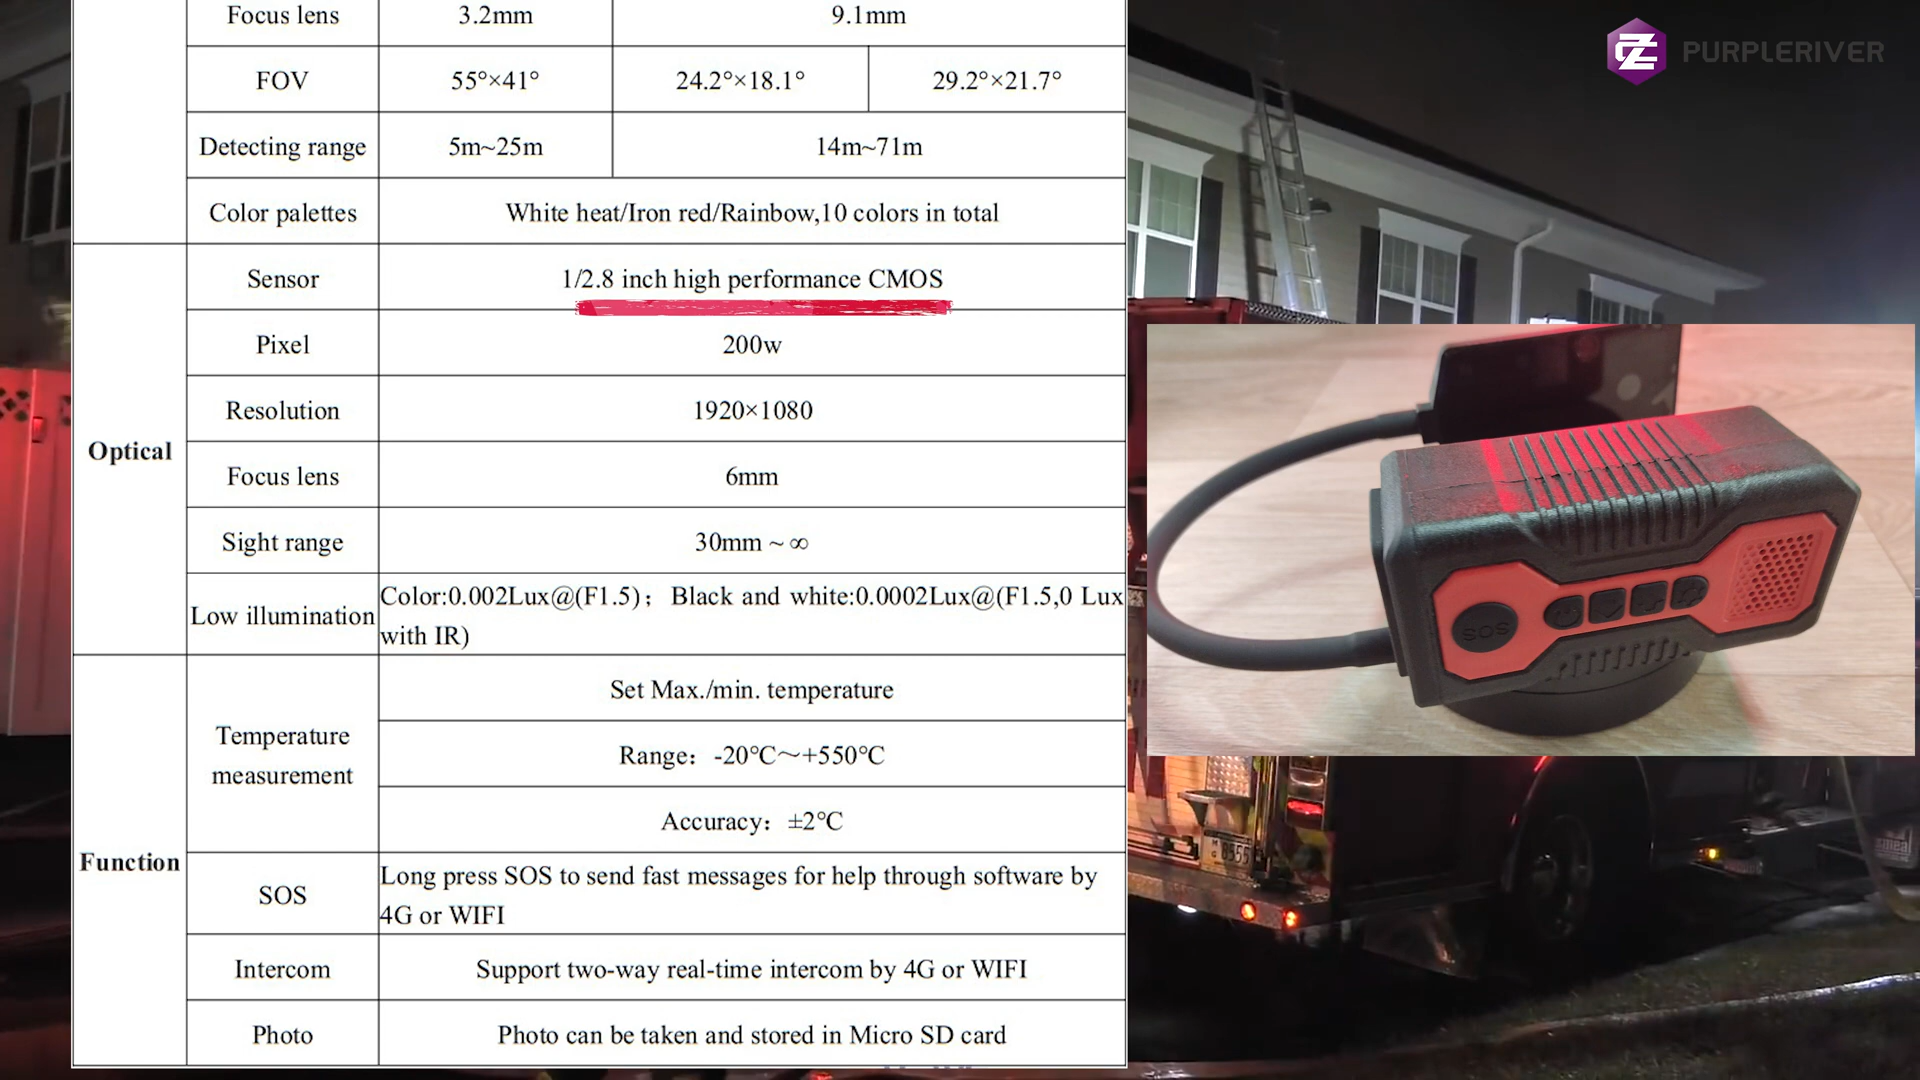 Focus lens 3.2mm 9.1mm
PURPLERIVER
FOV 55°×41° 24.2°×18.1° 29.2°×21.7°
Detecting range 5m~25m 14m~71m
Color palettes White heat/Iron red/Rainbow,10 colors in total
Optical
Sensor 1/2.8 inch high performance CMOS
Pixel 200w
Resolution 1920×1080
Focus lens 6mm
Sight range 30mm ~ ∞
Low illumination Color:0.002Lux@(F1.5)；Black and white:0.0002Lux@(F1.5,0 Lux
with IR)
Function
Temperature
measurement
Set Max./min. temperature
Range：-20℃～+550℃
Accuracy：±2℃
SOS Long press SOS to send fast messages for help through software by
4G or WIFI
Intercom Support two-way real-time intercom by 4G or WIFI
Photo Photo can be taken and stored in Micro SD card
SOS